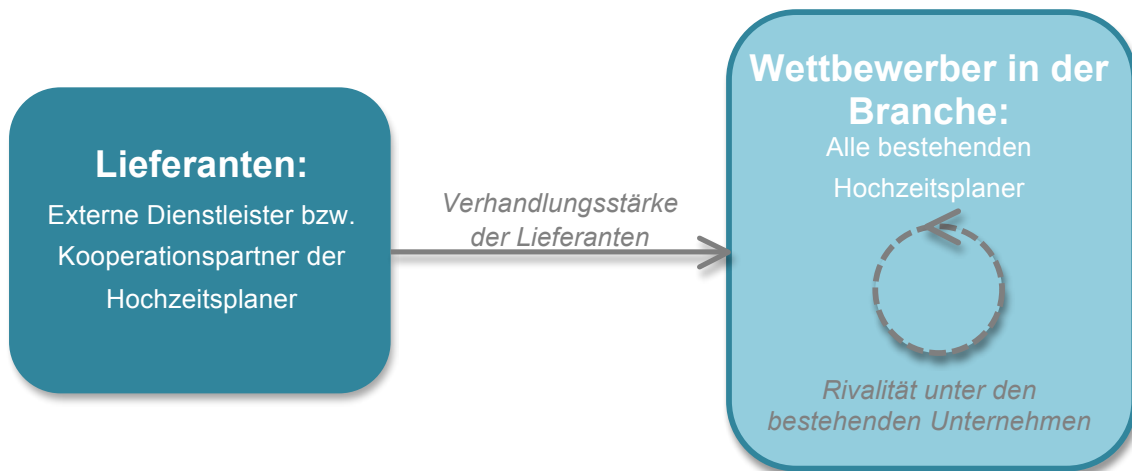 Lieferanten:
Externe Dienstleister bzw.
Kooperationspartner der
Hochzeitsplaner
Verhandlungsstärke
der Lieferanten
Wettbewerber in der
Branche:
Alle bestehenden
Hochzeitsplaner
Rivalität unter den
bestehenden Unternehmen